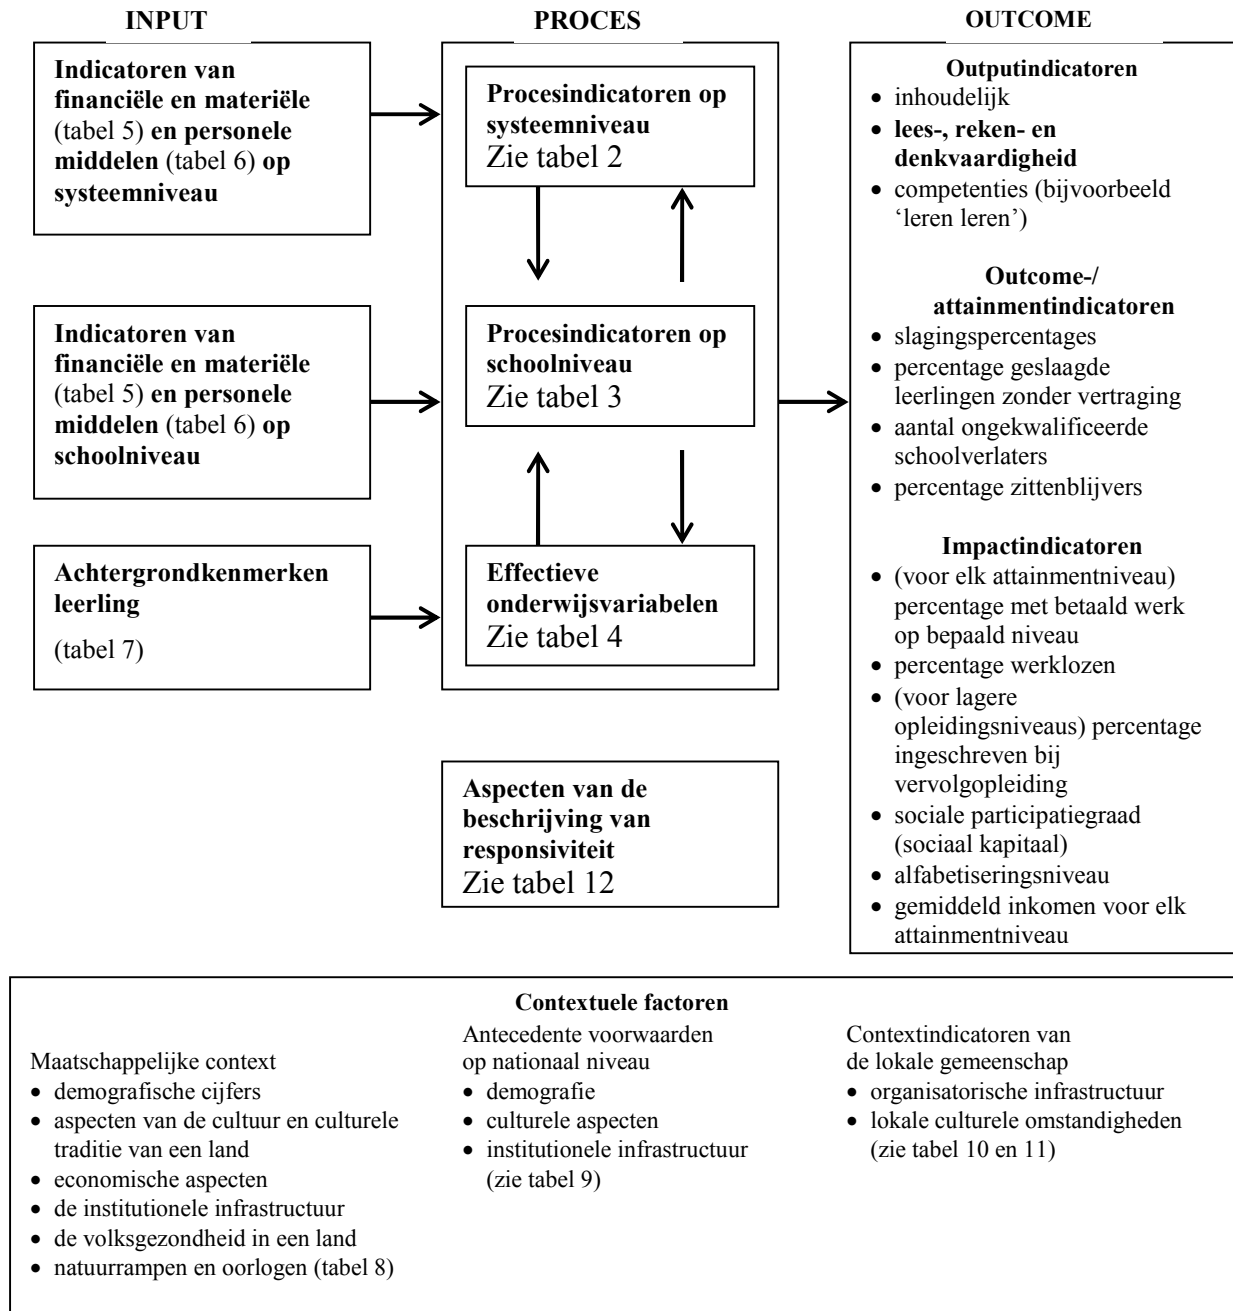 INPUT
Indicatoren van
financiële en materiële
(tabel 5) en personele
middelen (tabel 6) op
systeemniveau
Indicatoren van
financiële en materiële
(tabel 5) en personele
middelen (tabel 6) op
schoolniveau
Achtergrondkenmerken
leerling
(tabel 7)
PROCES
Procesindicatoren op
systeemniveau
Zie tabel 2
Procesindicatoren op
schoolniveau
Zie tabel 3
Effectieve
onderwijsvariabelen
Zie tabel 4
Aspecten van de
beschrijving van
responsiviteit
Zie tabel 12
OUTCOME
Outputindicatoren
• inhoudelijk
• lees-, reken- en
denkvaardigheid
• competenties (bijvoorbeeld
‘leren leren’)
Outcome-/
attainmentindicatoren
• slagingspercentages
• percentage geslaagde
leerlingen zonder vertraging
• aantal ongekwalificeerde
schoolverlaters
• percentage zittenblijvers
Impactindicatoren
• (voor elk attainmentniveau)
percentage met betaald werk
op bepaald niveau
• percentage werklozen
• (voor lagere
opleidingsniveaus) percentage
ingeschreven bij
vervolgopleiding
• sociale participatiegraad
(sociaal kapitaal)
• alfabetiseringsniveau
• gemiddeld inkomen voor elk
attainmentniveau
Contextuele factoren
Maatschappelijke context
• demografische cijfers
• aspecten van de cultuur en culturele
traditie van een land
• economische aspecten
• de institutionele infrastructuur
• de volksgezondheid in een land
• natuurrampen en oorlogen (tabel 8)
Antecedente voorwaarden
op nationaal niveau
• demografie
• culturele aspecten
• institutionele infrastructuur
(zie tabel 9)
Contextindicatoren van
de lokale gemeenschap
• organisatorische infrastructuur
• lokale culturele omstandigheden
(zie tabel 10 en 11)